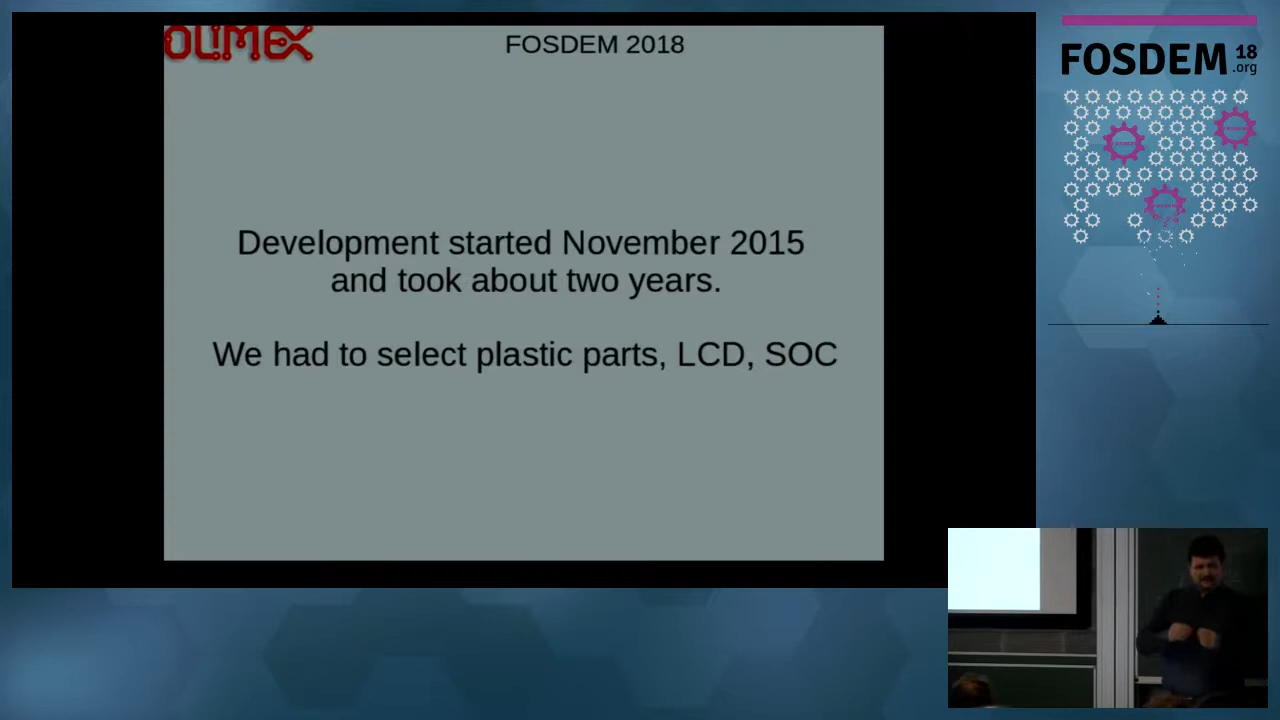 OLIMEX
FOSDEM 2018
Development started November 2015
and took about two years.
We had to select plastic parts, LCD, SOC
FOSDEM 18
.org